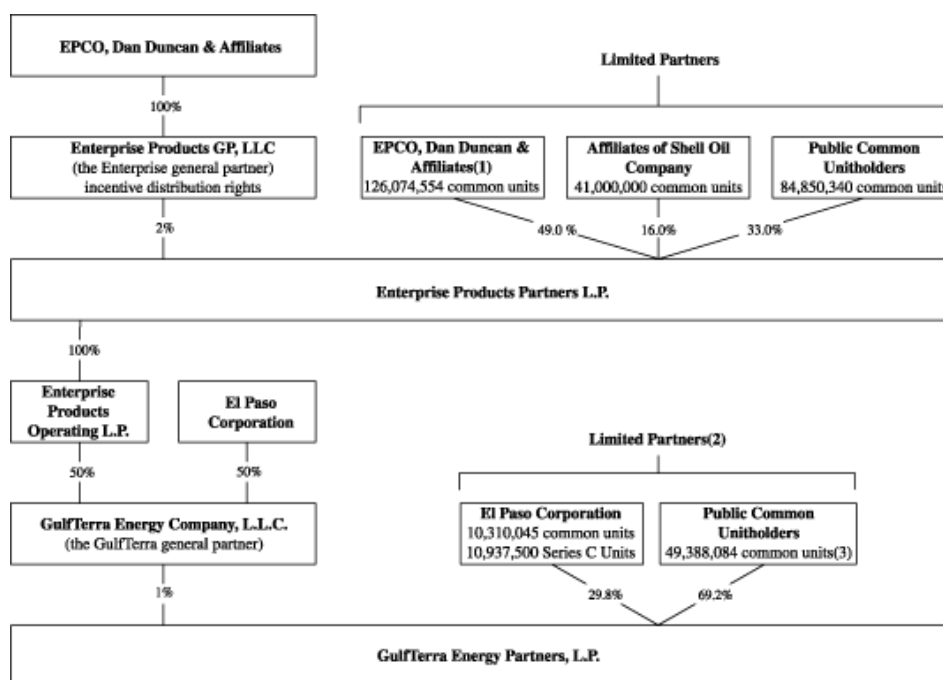 EPCO, Dan Duncan & Affiliates
Limited Partners
100%
Enterprise Products GP, LLC
(the Enterprise general partner)
incentive distribution rights
EPCO, Dan Duncan &
Affiliates(1)
126,074,554 common units
Affiliates of Shell Oil
Company
41,000,000 common units
Public Common
Unitholders
84,850,340 common units
2%
49.0 %
16.0%
33.0%
Enterprise Products Partners L.P.
100%
Enterprise
Products
Operating L.P.
El Paso
Corporation
Limited Partners(2)
50%
50%
GulfTerra Energy Company, L.L.C.
(the GulfTerra general partner)
El Paso Corporation
10,310,045 common units
10,937,500 Series C Units
Public Common
Unitholders
49,388,084 common units(3)
1%
29.8%
69.2%
GulfTerra Energy Partners, L.P.